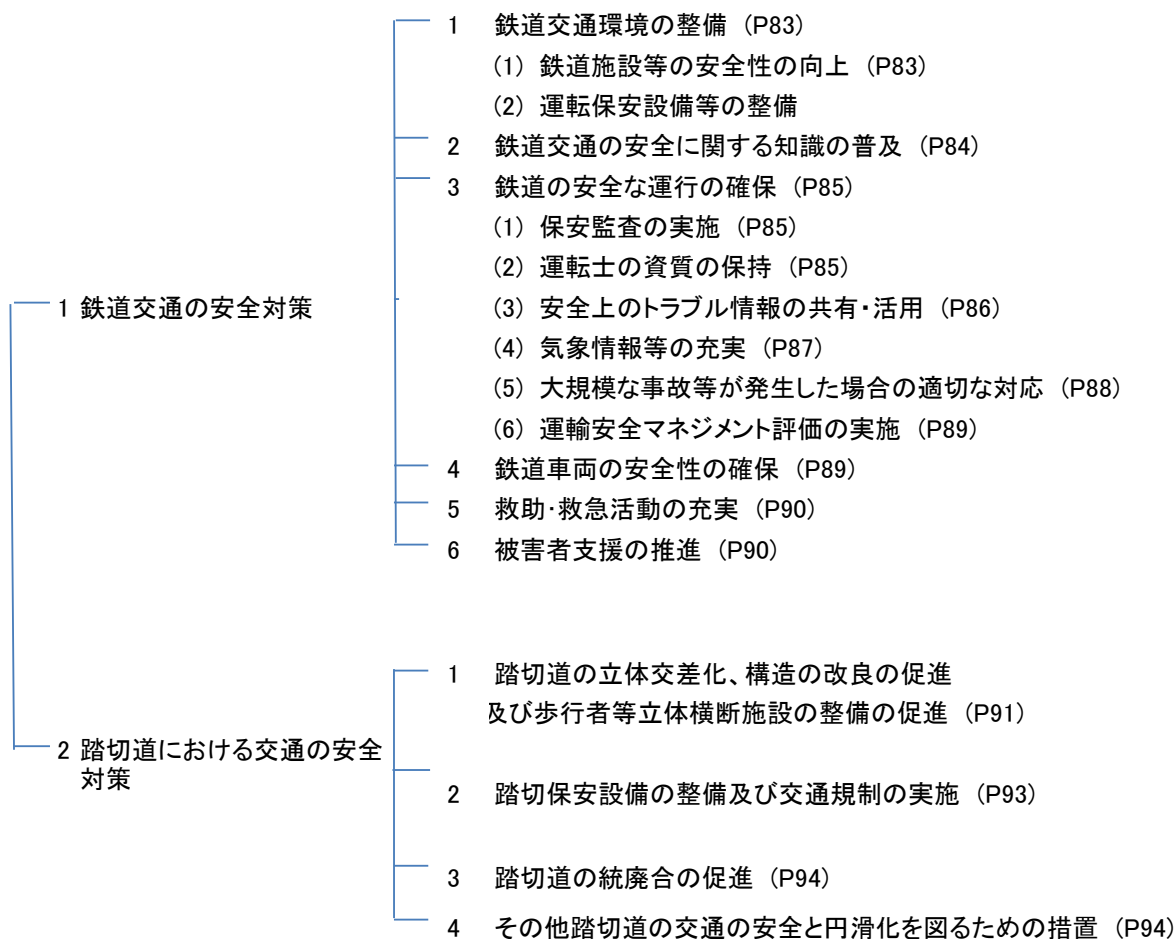 1 鉄道交通環境の整備 (P83)
(1) 鉄道施設等の安全性の向上 (P83)
(2) 運転保安設備等の整備
2 鉄道交通の安全に関する知識の普及 (P84)
3 鉄道の安全な運行の確保 (P85)
(1) 保安監査の実施 (P85)
(2) 運転士の資質の保持 (P85)
1 鉄道交通の安全対策
(3) 安全上のトラブル情報の共有・活用 (P86)
(4) 気象情報等の充実 (P87)
(5) 大規模な事故等が発生した場合の適切な対応 (P88)
(6) 運輸安全マネジメント評価の実施 (P89)
4 鉄道車両の安全性の確保 (P89)
5 救助・救急活動の充実 (P90)
6 被害者支援の推進 (P90)
1 踏切道の立体交差化、構造の改良の促進
及び歩行者等立体横断施設の整備の促進 (P91)
2 踏切道における交通の安全
対策
2 踏切保安設備の整備及び交通規制の実施 (P93)
3 踏切道の統廃合の促進 (P94)
4 その他踏切道の交通の安全と円滑化を図るための措置 (P94)